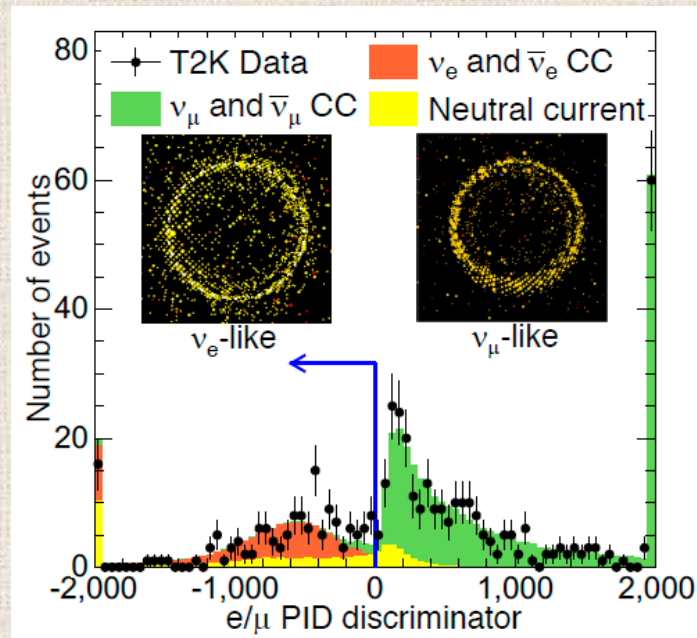 80
T2K Data
νe and ν̅e CC
νμ and ν̅μ CC
Neutral current
60
40
20
0
Number of events
νe-like
νμ-like
-2,000
-1,000
0
1,000
2,000
e/μ PID discriminator